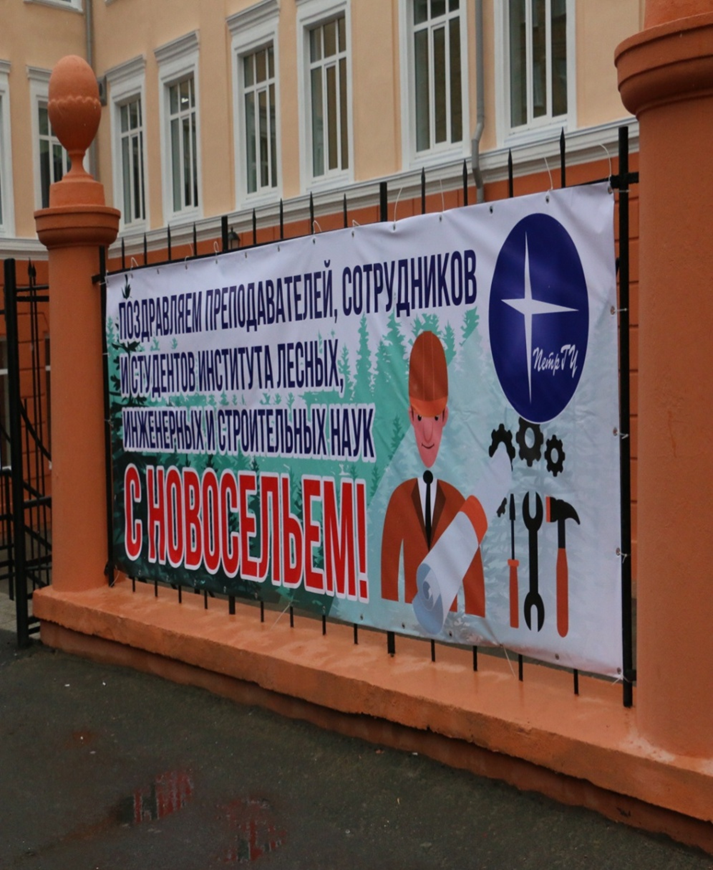 ПОЗДРАВЛЯЕМ ПРЕПОДАВАТЕЛЕЙ, СОТРУДНИКОВ
И СТУДЕНТОВ ИНСТИТУТА ЛЕСНЫХ,
ИНЖЕНЕРНЫХ И СТРОИТЕЛЬНЫХ НАУК
С НОВОСЕЛЬЕМ!
ПетрГУ